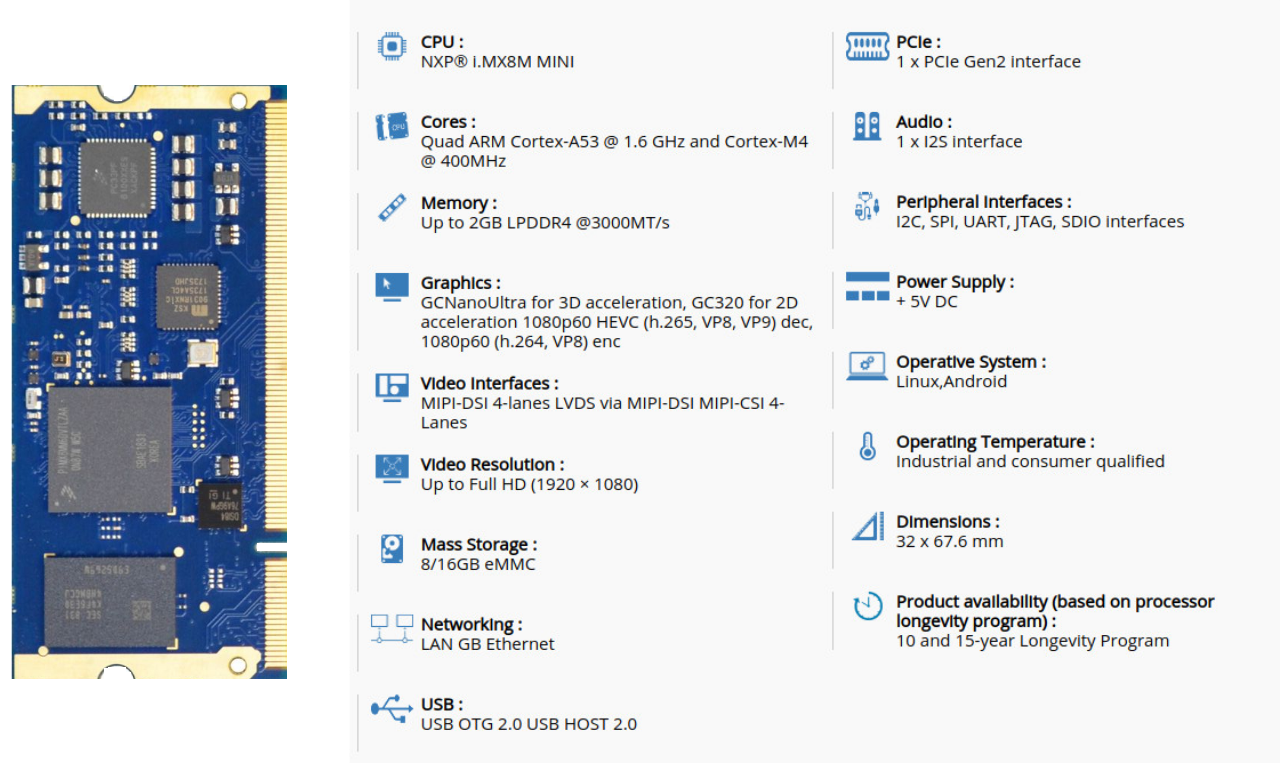 CPU :
NXP® i.MX8M MINI
Cores :
Quad ARM Cortex-A53 @ 1.6 GHz and Cortex-M4
@ 400MHz
Memory :
Up to 2GB LPDDR4 @3000MT/s
Graphics :
GCNanoUltra for 3D acceleration, GC320 for 2D
acceleration 1080p60 HEVC (h.265, VP8, VP9) dec,
1080p60 (h.264, VP8) enc
Video Interfaces :
MIPI-DSI 4-lanes LVDS via MIPI-DSI MIPI-CSI 4-
Lanes
Video Resolution :
Up to Full HD (1920 × 1080)
Mass Storage :
8/16GB eMMC
Networking :
LAN GB Ethernet
USB :
USB OTG 2.0 USB HOST 2.0
PCIe :
1 x PCIe Gen2 interface
Audio :
1 x I2S interface
Peripheral Interfaces :
I2C, SPI, UART, JTAG, SDIO interfaces
Power Supply :
+ 5V DC
Operative System :
Linux,Android
Operating Temperature :
Industrial and consumer qualified
Dimensions :
32 x 67.6 mm
Product availability (based on processor
longevity program) :
10 and 15-year Longevity Program
CPU